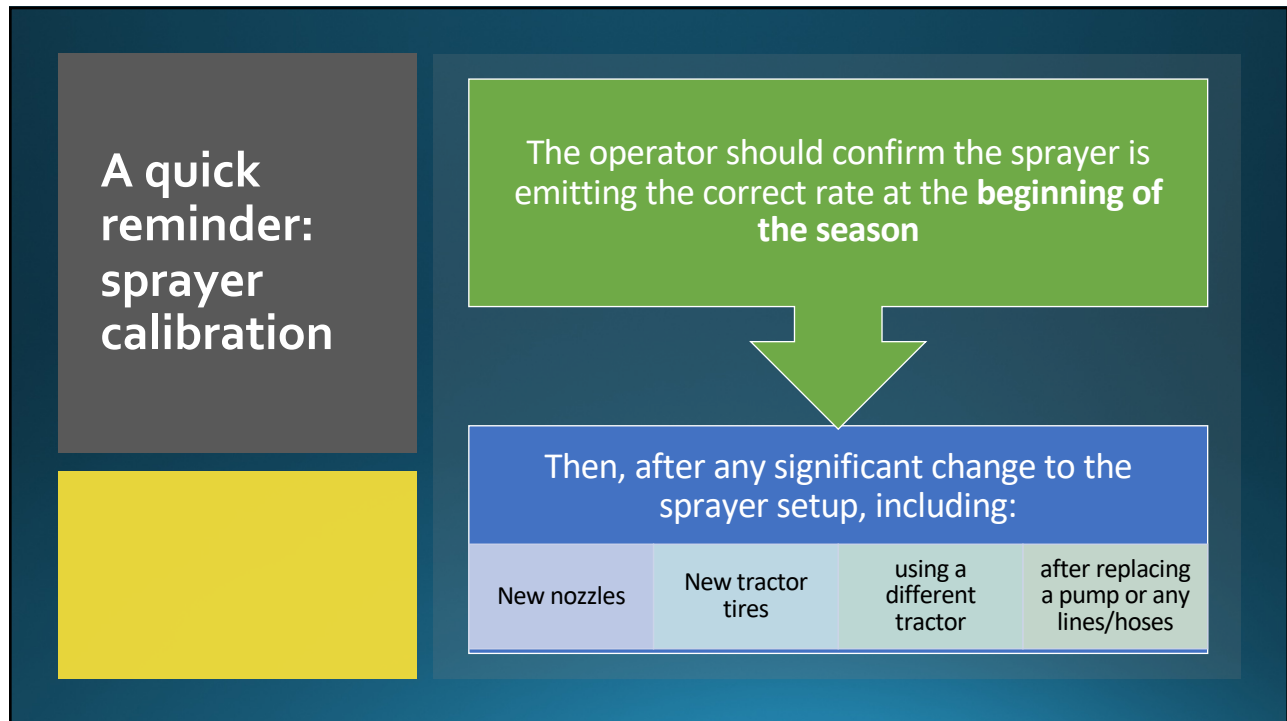 A quick
reminder:
sprayer
calibration
The operator should confirm the sprayer is
emitting the correct rate at the beginning of
the season
Then, after any significant change to the
sprayer setup, including:
New nozzles
New tractor
tires
using a
different
tractor
after replacing
a pump or any
lines/hoses